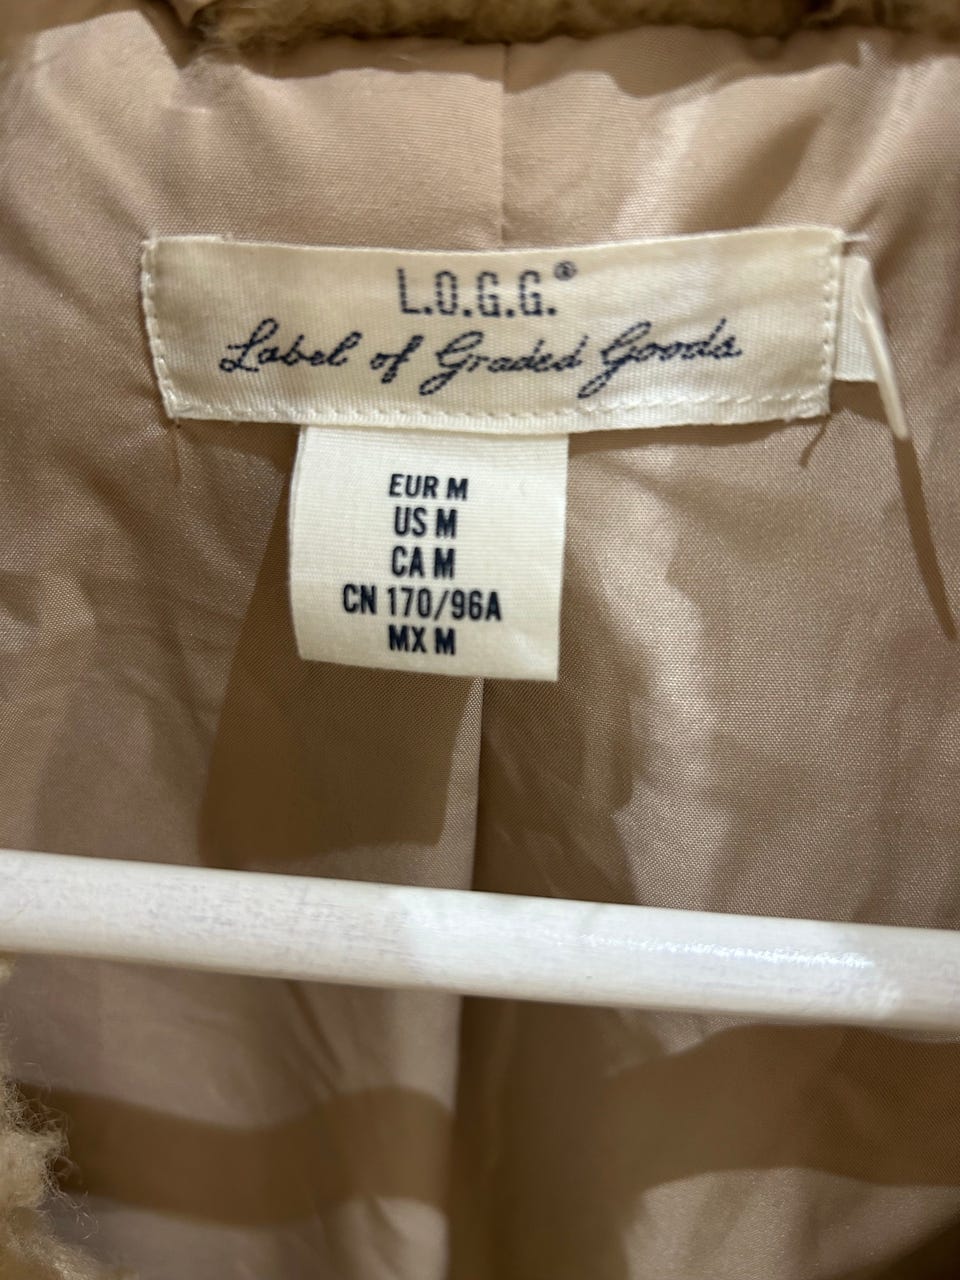 L.O.G.G.®
Label of Graded Goods
EUR M
US M
CA M
CN 170/96A
MX M